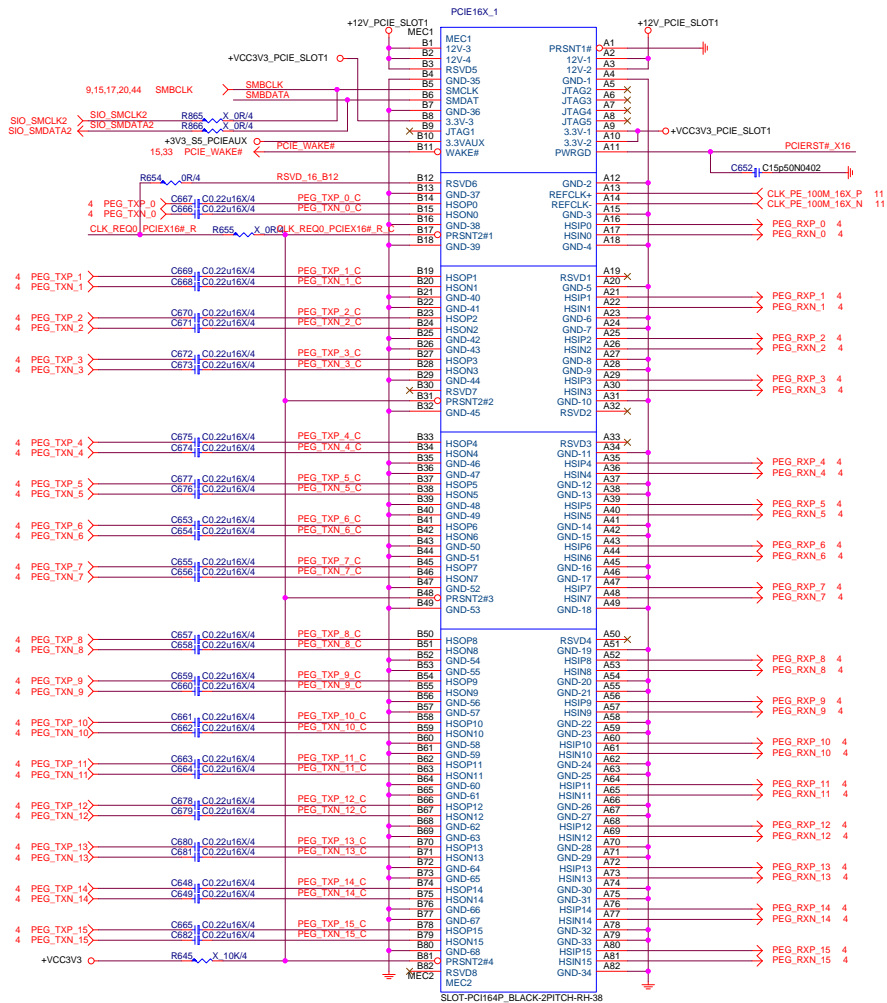 PCIE16X_1
+12V_PCIE_SLOT1 MEC1 +12V_PCIE_SLOT1
MEC1
B1 12V-3 PRSNT1# A1
B2 12V-4 12V-1 A2
+VCC3V3_PCIE_SLOT1 B3 RSVD5 12V-2 A3
B4 GND-35 GND-1 A4
9,15,17,20,44 SMBCLK SMBCLK B5 SMCLK JTAG2 A5
SMBDATA B6 SMDAT JTAG3 A6
B7 GND-36 JTAG4 A7
SIO_SMCLK2 R865 X_0R/4 B8 3.3V-3 JTAG5 A8
SIO_SMDATA2 R866 X_0R/4 B9 JTAG1 3.3V-1 A9 +VCC3V3_PCIE_SLOT1
+3V3_S5_PCIEAUX B10 3.3VAUX 3.3V-2 A10
15,33 PCIE_WAKE# PCIE_WAKE# B11 WAKE# PWRGD A11 PCIERST#_X16
C652 C15p50N0402
R654 0R/4 RSVD_16_B12 B12 RSVD6 GND-2 A12
B13 GND-37 REFCLK+ A13 CLK_PE_100M_16X_P 11
4 PEG_TXP_0 C667 C0.22u16X/4 PEG_TXP_0_C B14 HSOP0 REFCLK- A14 CLK_PE_100M_16X_N 11
4 PEG_TXN_0 C666 C0.22u16X/4 PEG_TXN_0_C B15 HSON0 GND-3 A15
B16 GND-38 HSIP0 A16 PEG_RXP_0 4
CLK_REQ0_PCIEX16#_R R655 X_0R/4 CLK_REQ0_PCIEX16#_R_C B17 PRSNT2#1 HSIN0 A17 PEG_RXN_0 4
B18 GND-39 GND-4 A18
4 PEG_TXP_1 C669 C0.22u16X/4 PEG_TXP_1_C B19 HSOP1 RSVD1 A19
4 PEG_TXN_1 C668 C0.22u16X/4 PEG_TXN_1_C B20 HSON1 GND-5 A20
B21 GND-40 HSIP1 A21 PEG_RXP_1 4
B22 GND-41 HSIN1 A22 PEG_RXN_1 4
4 PEG_TXP_2 C670 C0.22u16X/4 PEG_TXP_2_C B23 HSOP2 GND-6 A23
4 PEG_TXN_2 C671 C0.22u16X/4 PEG_TXN_2_C B24 HSON2 GND-7 A24
B25 GND-42 HSIP2 A25 PEG_RXP_2 4
B26 GND-43 HSIN2 A26 PEG_RXN_2 4
4 PEG_TXP_3 C672 C0.22u16X/4 PEG_TXP_3_C B27 HSOP3 GND-8 A27
4 PEG_TXN_3 C673 C0.22u16X/4 PEG_TXN_3_C B28 HSON3 GND-9 A28
B29 GND-44 HSIP3 A29 PEG_RXP_3 4
B30 RSVD7 HSIN3 A30 PEG_RXN_3 4
B31 PRSNT2#2 GND-10 A31
B32 GND-45 RSVD2 A32
4 PEG_TXP_4 C675 C0.22u16X/4 PEG_TXP_4_C B33 HSOP4 RSVD3 A33
4 PEG_TXN_4 C674 C0.22u16X/4 PEG_TXN_4_C B34 HSON4 GND-11 A34
B35 GND-46 HSIP4 A35 PEG_RXP_4 4
B36 GND-47 HSIN4 A36 PEG_RXN_4 4
4 PEG_TXP_5 C677 C0.22u16X/4 PEG_TXP_5_C B37 HSOP5 GND-12 A37
4 PEG_TXN_5 C676 C0.22u16X/4 PEG_TXN_5_C B38 HSON5 GND-13 A38
B39 GND-48 HSIP5 A39 PEG_RXP_5 4
B40 GND-49 HSIN5 A40 PEG_RXN_5 4
4 PEG_TXP_6 C653 C0.22u16X/4 PEG_TXP_6_C B41 HSOP6 GND-14 A41
4 PEG_TXN_6 C654 C0.22u16X/4 PEG_TXN_6_C B42 HSON6 GND-15 A42
B43 GND-50 HSIP6 A43 PEG_RXP_6 4
B44 GND-51 HSIN6 A44 PEG_RXN_6 4
4 PEG_TXP_7 C655 C0.22u16X/4 PEG_TXP_7_C B45 HSOP7 GND-16 A45
4 PEG_TXN_7 C656 C0.22u16X/4 PEG_TXN_7_C B46 HSON7 GND-17 A46
B47 GND-52 HSIP7 A47 PEG_RXP_7 4
B48 PRSNT2#3 HSIN7 A48 PEG_RXN_7 4
B49 GND-53 GND-18 A49
4 PEG_TXP_8 C657 C0.22u16X/4 PEG_TXP_8_C B50 HSOP8 RSVD4 A50
4 PEG_TXN_8 C658 C0.22u16X/4 PEG_TXN_8_C B51 HSON8 GND-19 A51
B52 GND-54 HSIP8 A52 PEG_RXP_8 4
B53 GND-55 HSIN8 A53 PEG_RXN_8 4
4 PEG_TXP_9 C659 C0.22u16X/4 PEG_TXP_9_C B54 HSOP9 GND-20 A54
4 PEG_TXN_9 C660 C0.22u16X/4 PEG_TXN_9_C B55 HSON9 GND-21 A55
B56 GND-56 HSIP9 A56 PEG_RXP_9 4
B57 GND-57 HSIN9 A57 PEG_RXN_9 4
4 PEG_TXP_10 C661 C0.22u16X/4 PEG_TXP_10_C B58 HSOP10 GND-22 A58
4 PEG_TXN_10 C662 C0.22u16X/4 PEG_TXN_10_C B59 HSON10 GND-23 A59
B60 GND-58 HSIP10 A60 PEG_RXP_10 4
B61 GND-59 HSIN10 A61 PEG_RXN_10 4
4 PEG_TXP_11 C663 C0.22u16X/4 PEG_TXP_11_C B62 HSOP11 GND-24 A62
4 PEG_TXN_11 C664 C0.22u16X/4 PEG_TXN_11_C B63 HSON11 GND-25 A63
B64 GND-60 HSIP11 A64 PEG_RXP_11 4
B65 GND-61 HSIN11 A65 PEG_RXN_11 4
4 PEG_TXP_12 C678 C0.22u16X/4 PEG_TXP_12_C B66 HSOP12 GND-26 A66
4 PEG_TXN_12 C679 C0.22u16X/4 PEG_TXN_12_C B67 HSON12 GND-27 A67
B68 GND-62 HSIP12 A68 PEG_RXP_12 4
B69 GND-63 HSIN12 A69 PEG_RXN_12 4
4 PEG_TXP_13 C680 C0.22u16X/4 PEG_TXP_13_C B70 HSOP13 GND-28 A70
4 PEG_TXN_13 C681 C0.22u16X/4 PEG_TXN_13_C B71 HSON13 GND-29 A71
B72 GND-64 HSIP13 A72 PEG_RXP_13 4
B73 GND-65 HSIN13 A73 PEG_RXN_13 4
4 PEG_TXP_14 C648 C0.22u16X/4 PEG_TXP_14_C B74 HSOP14 GND-30 A74
4 PEG_TXN_14 C649 C0.22u16X/4 PEG_TXN_14_C B75 HSON14 GND-31 A75
B76 GND-66 HSIP14 A76 PEG_RXP_14 4
B77 GND-67 HSIN14 A77 PEG_RXN_14 4
4 PEG_TXP_15 C665 C0.22u16X/4 PEG_TXP_15_C B78 HSOP15 GND-32 A78
4 PEG_TXN_15 C682 C0.22u16X/4 PEG_TXN_15_C B79 HSON15 GND-33 A79
B80 GND-68 HSIP15 A80 PEG_RXP_15 4
+VCC3V3 R645 X_10K/4 B81 PRSNT2#4 HSIN15 A81 PEG_RXN_15 4
B82 RSVD8 GND-34 A82
MEC2 MEC2
SLOT-PCI164P_BLACK-2PITCH-RH-38